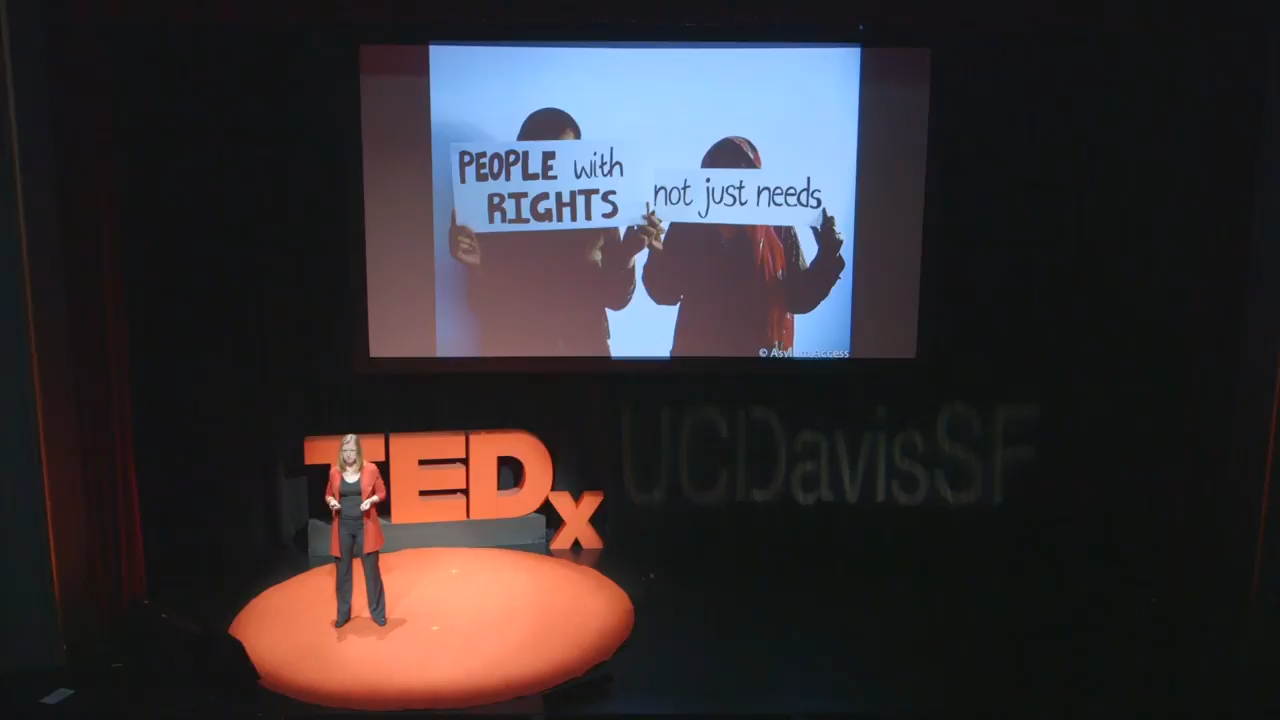 PEOPLE with
RIGHTS
not just needs
© Asylum Access
TEDx
UCDavisSF